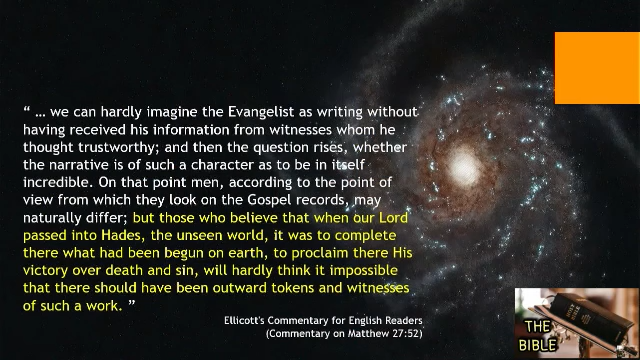 “ … we can hardly imagine the Evangelist as writing without
having received his information from witnesses whom he
thought trustworthy; and then the question rises, whether
the narrative is of such a character as to be in itself
incredible. On that point men, according to the point of
view from which they look on the Gospel records, may
naturally differ; but those who believe that when our Lord
passed into Hades, the unseen world, it was to complete
there what had been begun on earth, to proclaim there His
victory over death and sin, will hardly think it impossible
that there should have been outward tokens and witnesses
of such a work. ”
Ellicott's Commentary for English Readers
(Commentary on Matthew 27:52)
THE
BIBLE